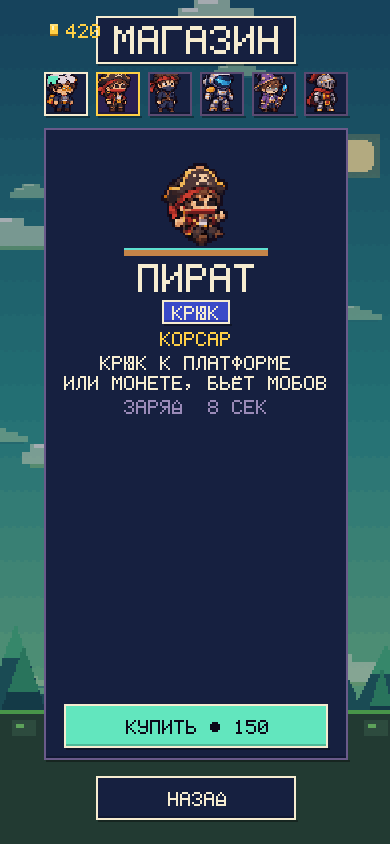 420
МАГАЗИН
ПИРАТ
КРЮК
КОРСАР
КРЮК К ПЛАТФОРМЕ
ИЛИ МОНЕТЕ, БЬЁТ МОБОВ
ЗАРЯД 8 СЕК
КУПИТЬ ● 150
НАЗАД